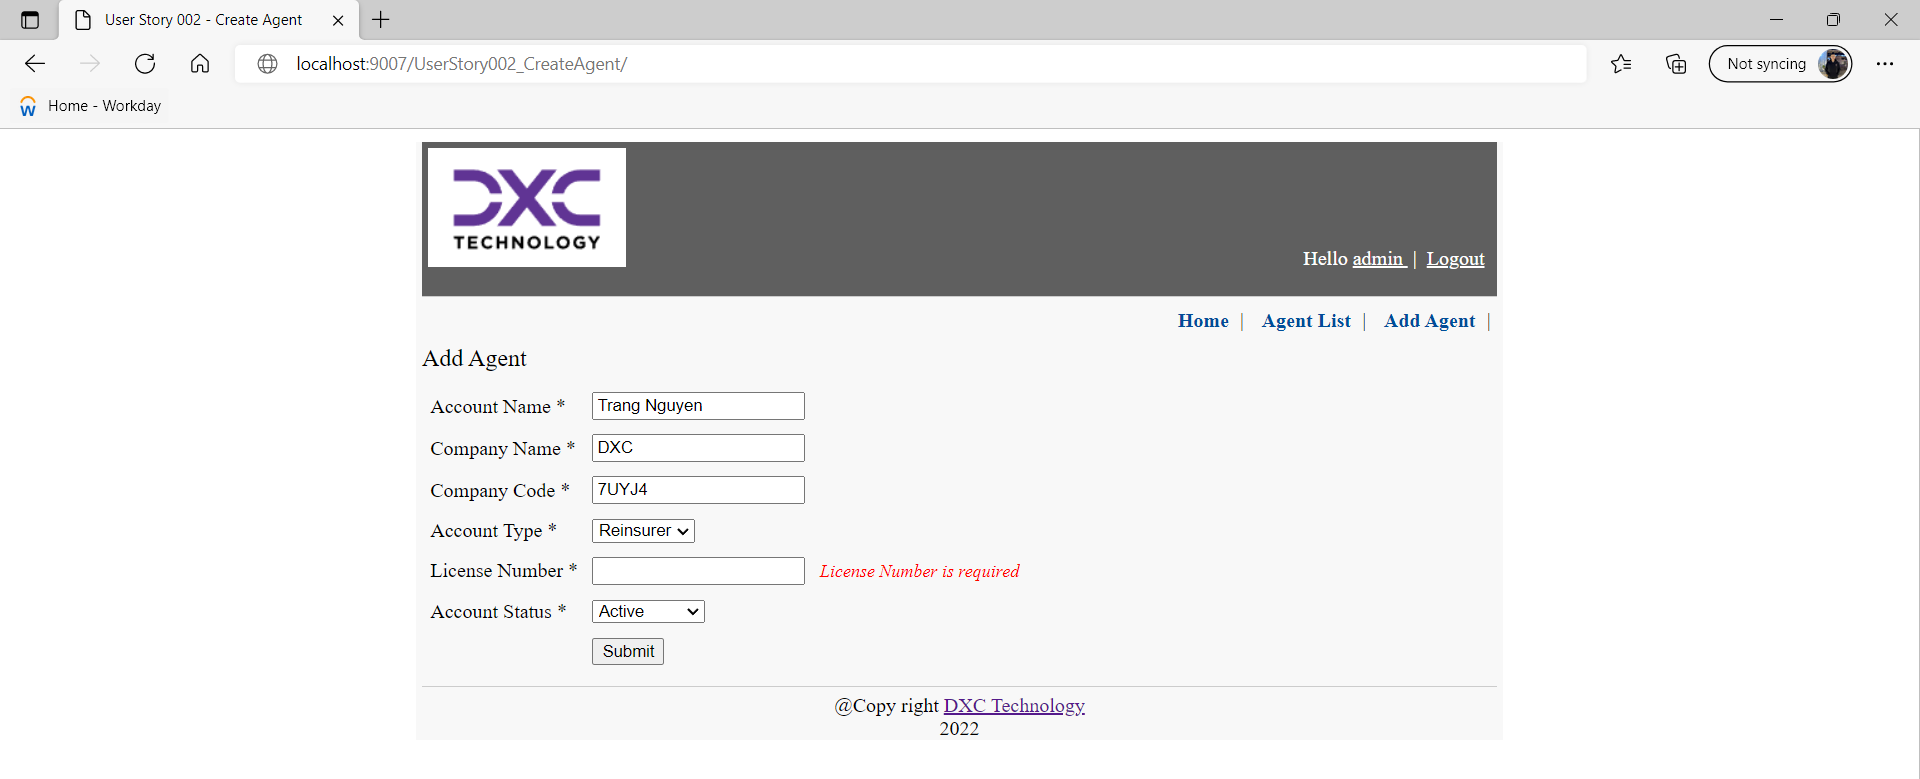 User Story 002 - Create Agent
localhost:9007/UserStory002_CreateAgent/
Not syncing
Home - Workday
DXC
TECHNOLOGY
Hello admin | Logout
Home | Agent List | Add Agent |
Add Agent
Account Name * Trang Nguyen
Company Name * DXC
Company Code * 7UYJ4
Account Type * Reinsurer
License Number * License Number is required
Account Status * Active
Submit
@Copy right DXC Technology
2022